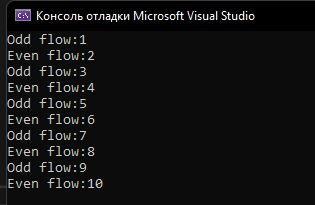 Консоль отладки Microsoft Visual Studio
Odd flow:1
Even flow:2
Odd flow:3
Even flow:4
Odd flow:5
Even flow:6
Odd flow:7
Even flow:8
Odd flow:9
Even flow:10